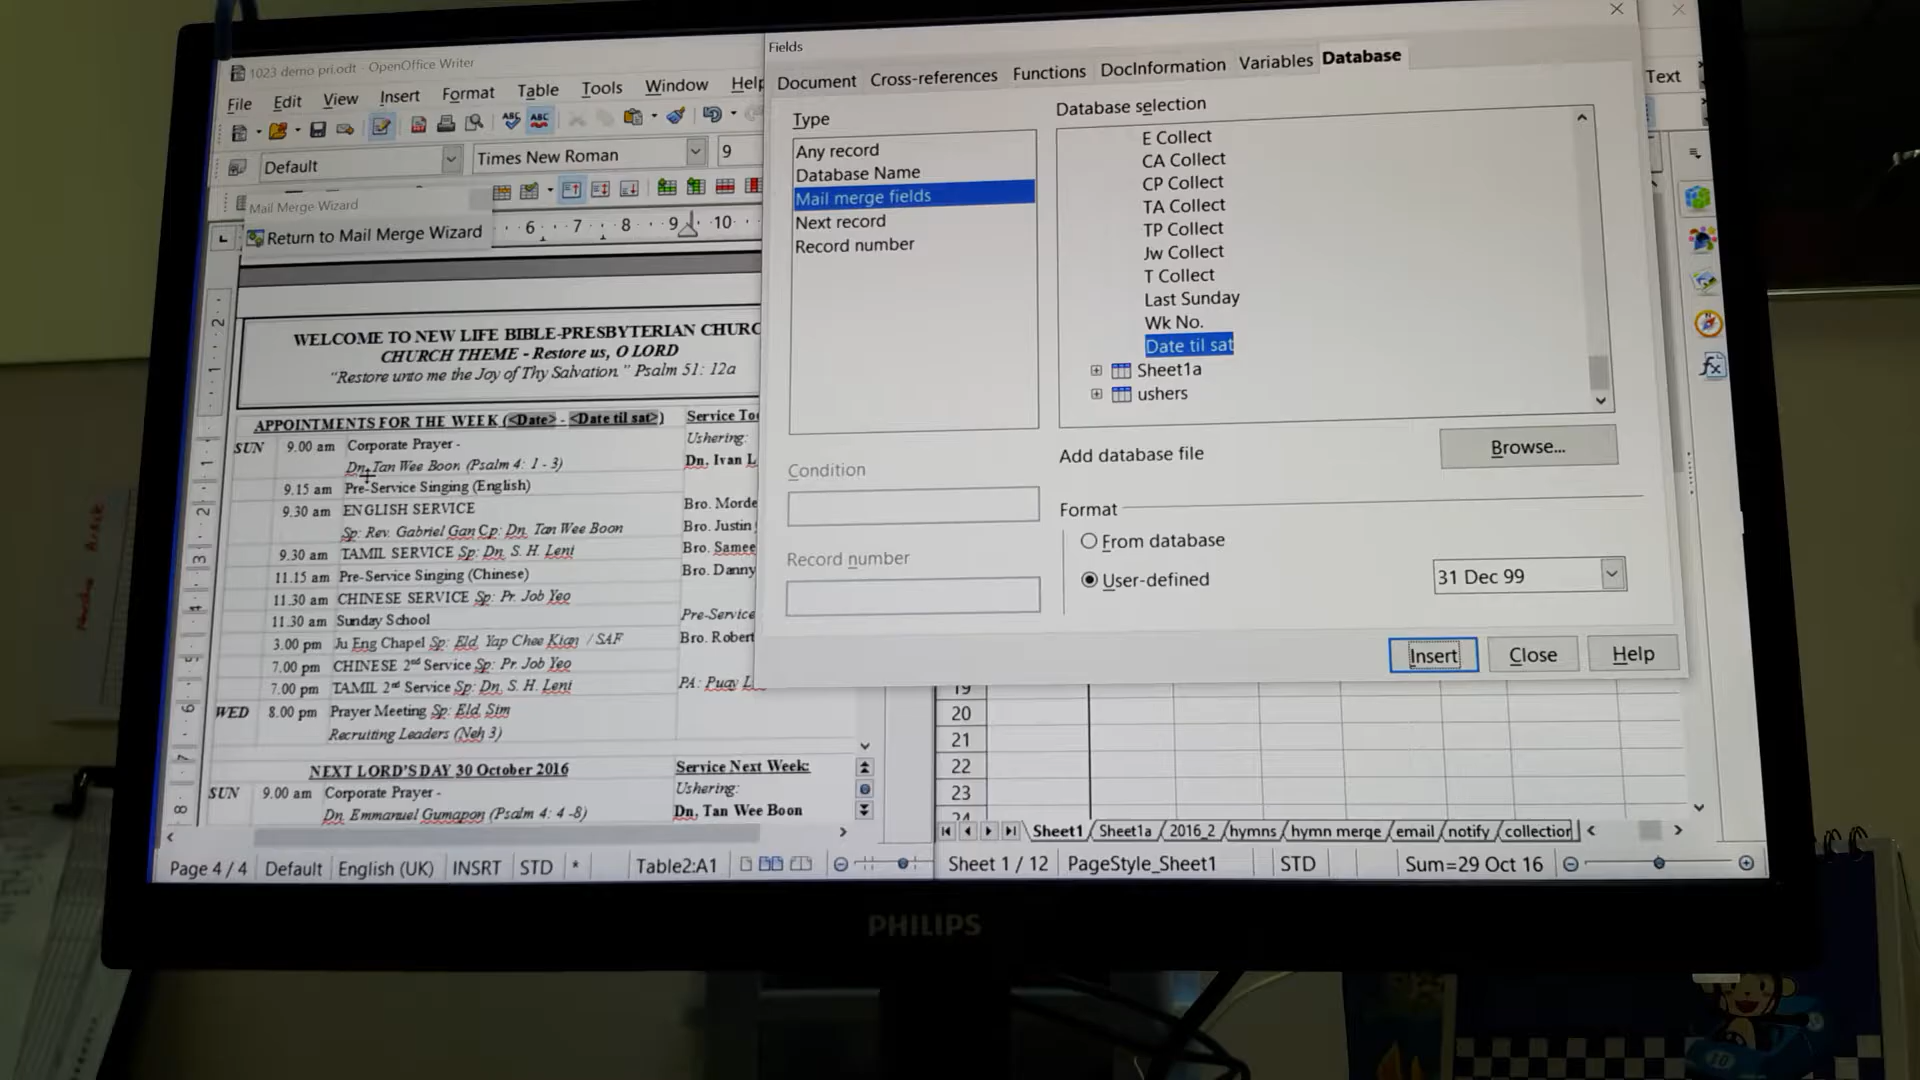 1023 demo pri.odt - OpenOffice Writer
File Edit View Insert Format Table Tools Window Help
Default
Times New Roman
9
Mail Merge Wizard
Return to Mail Merge Wizard
6 7 8 9 10
WELCOME TO NEW LIFE BIBLE-PRESBYTERIAN CHURC
CHURCH THEME - Restore us, O LORD
"Restore unto me the Joy of Thy Salvation." Psalm 51: 12a
APPOINTMENTS FOR THE WEEK (<Date> - <Date til sat>)
SUN 9.00 am Corporate Prayer -
Dn. Tan Wee Boon (Psalm 4: 1 - 3)
9.15 am Pre-Service Singing (English)
9.30 am ENGLISH SERVICE
Sp: Rev. Gabriel Gan Cp: Dn. Tan Wee Boon
9.30 am TAMIL SERVICE Sp: Dn. S. H. Leni
11.15 am Pre-Service Singing (Chinese)
11.30 am CHINESE SERVICE Sp: Pr. Job Yeo
11.30 am Sunday School
3.00 pm Ju Eng Chapel Sp: Eld. Yap Chee Kian / SAF
7.00 pm CHINESE 2nd Service Sp: Pr. Job Yeo
7.00 pm TAMIL 2nd Service Sp: Dn. S. H. Leni
WED 8.00 pm Prayer Meeting Sp: Eld. Sim
Recruiting Leaders (Neh 3)
NEXT LORD'S DAY 30 October 2016
SUN 9.00 am Corporate Prayer -
Dn. Emmanuel Gumapon (Psalm 4: 4 -8)
Service To
Ushering:
Dn. Ivan L
Bro. Morde
Bro. Justin
Bro. Samee
Bro. Danny
Pre-Service
Bro. Robert
PA: Puay L
Service Next Week:
Ushering:
Dn. Tan Wee Boon
Page 4 / 4 Default English (UK) INSRT STD * Table2:A1
Fields
Document Cross-references Functions DocInformation Variables Database
Type
Any record
Database Name
Mail merge fields
Next record
Record number
Condition
Record number
Database selection
E Collect
CA Collect
CP Collect
TA Collect
TP Collect
Jw Collect
T Collect
Last Sunday
Wk No.
Date til sat
Sheet1a
ushers
Add database file
Browse...
Format
From database
User-defined
31 Dec 99
Insert Close Help
Text
19
20
21
22
23
24
Sheet1 Sheet1a 2016_2 hymns hymn merge email notify collection
Sheet 1 / 12 PageStyle_Sheet1 STD Sum=29 Oct 16
PHILIPS